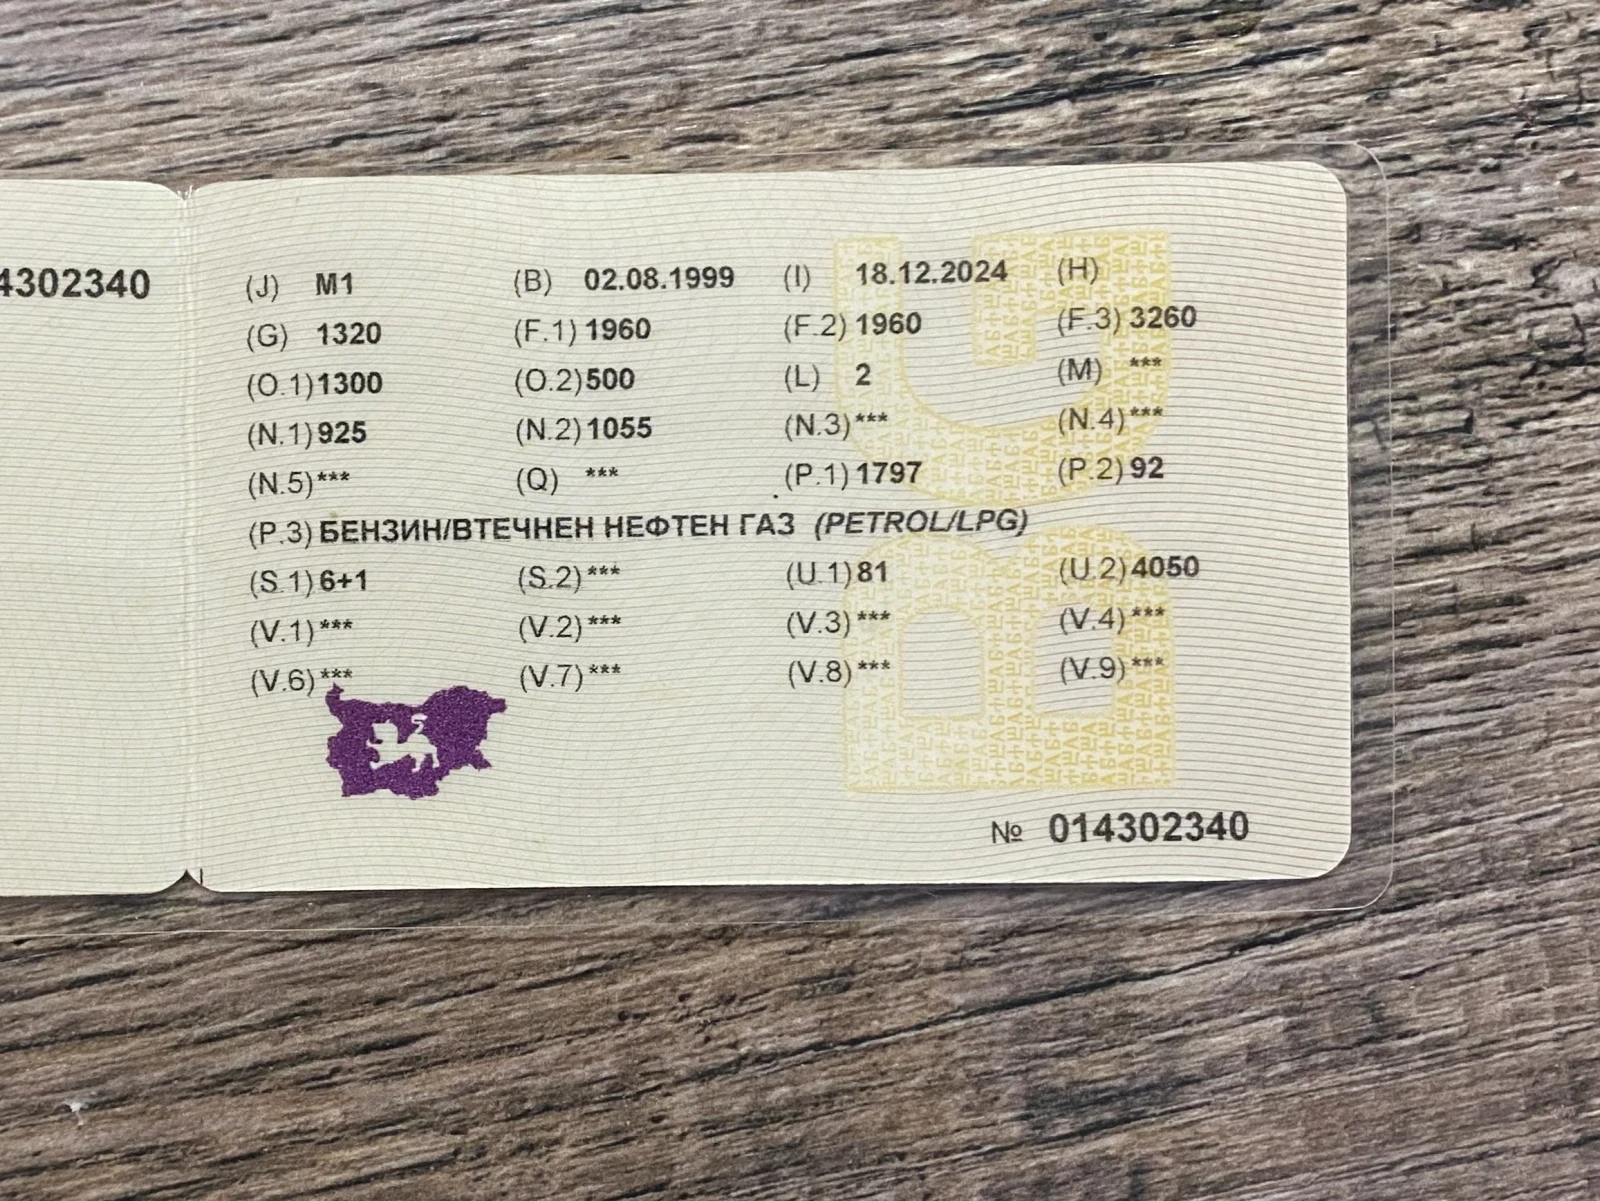 4302340
(J) M1 (B) 02.08.1999 (I) 18.12.2024 (H)
(G) 1320 (F.1) 1960 (F.2) 1960 (F.3) 3260
(O.1) 1300 (O.2) 500 (L) 2 (M) ***
(N.1) 925 (N.2) 1055 (N.3) *** (N.4) ***
(N.5) *** (Q) *** (P.1) 1797 (P.2) 92
(P.3) БЕНЗИН/ВТЕЧНЕН НЕФТЕН ГАЗ (PETROL/LPG)
(S.1) 6+1 (S.2) *** (U.1) 81 (U.2) 4050
(V.1) *** (V.2) *** (V.3) *** (V.4) ***
(V.6) *** (V.7) *** (V.8) *** (V.9) ***
№ 014302340
BG